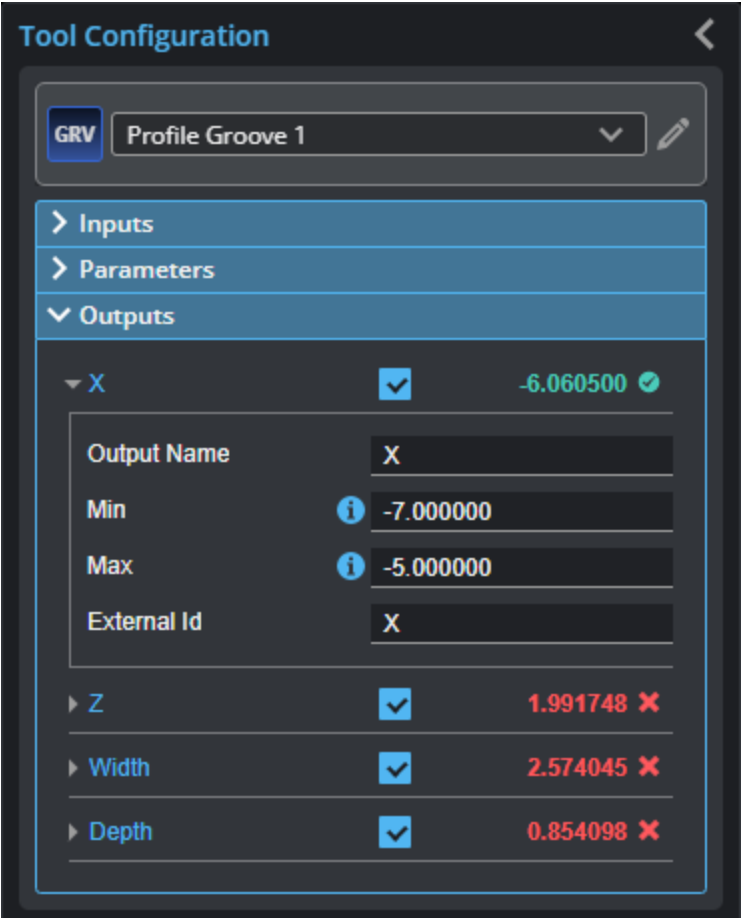 Tool Configuration
GRV Profile Groove 1
Inputs
Parameters
Outputs
X -6.060500
Output Name X
Min -7.000000
Max -5.000000
External Id X
Z 1.991748
Width 2.574045
Depth 0.854098